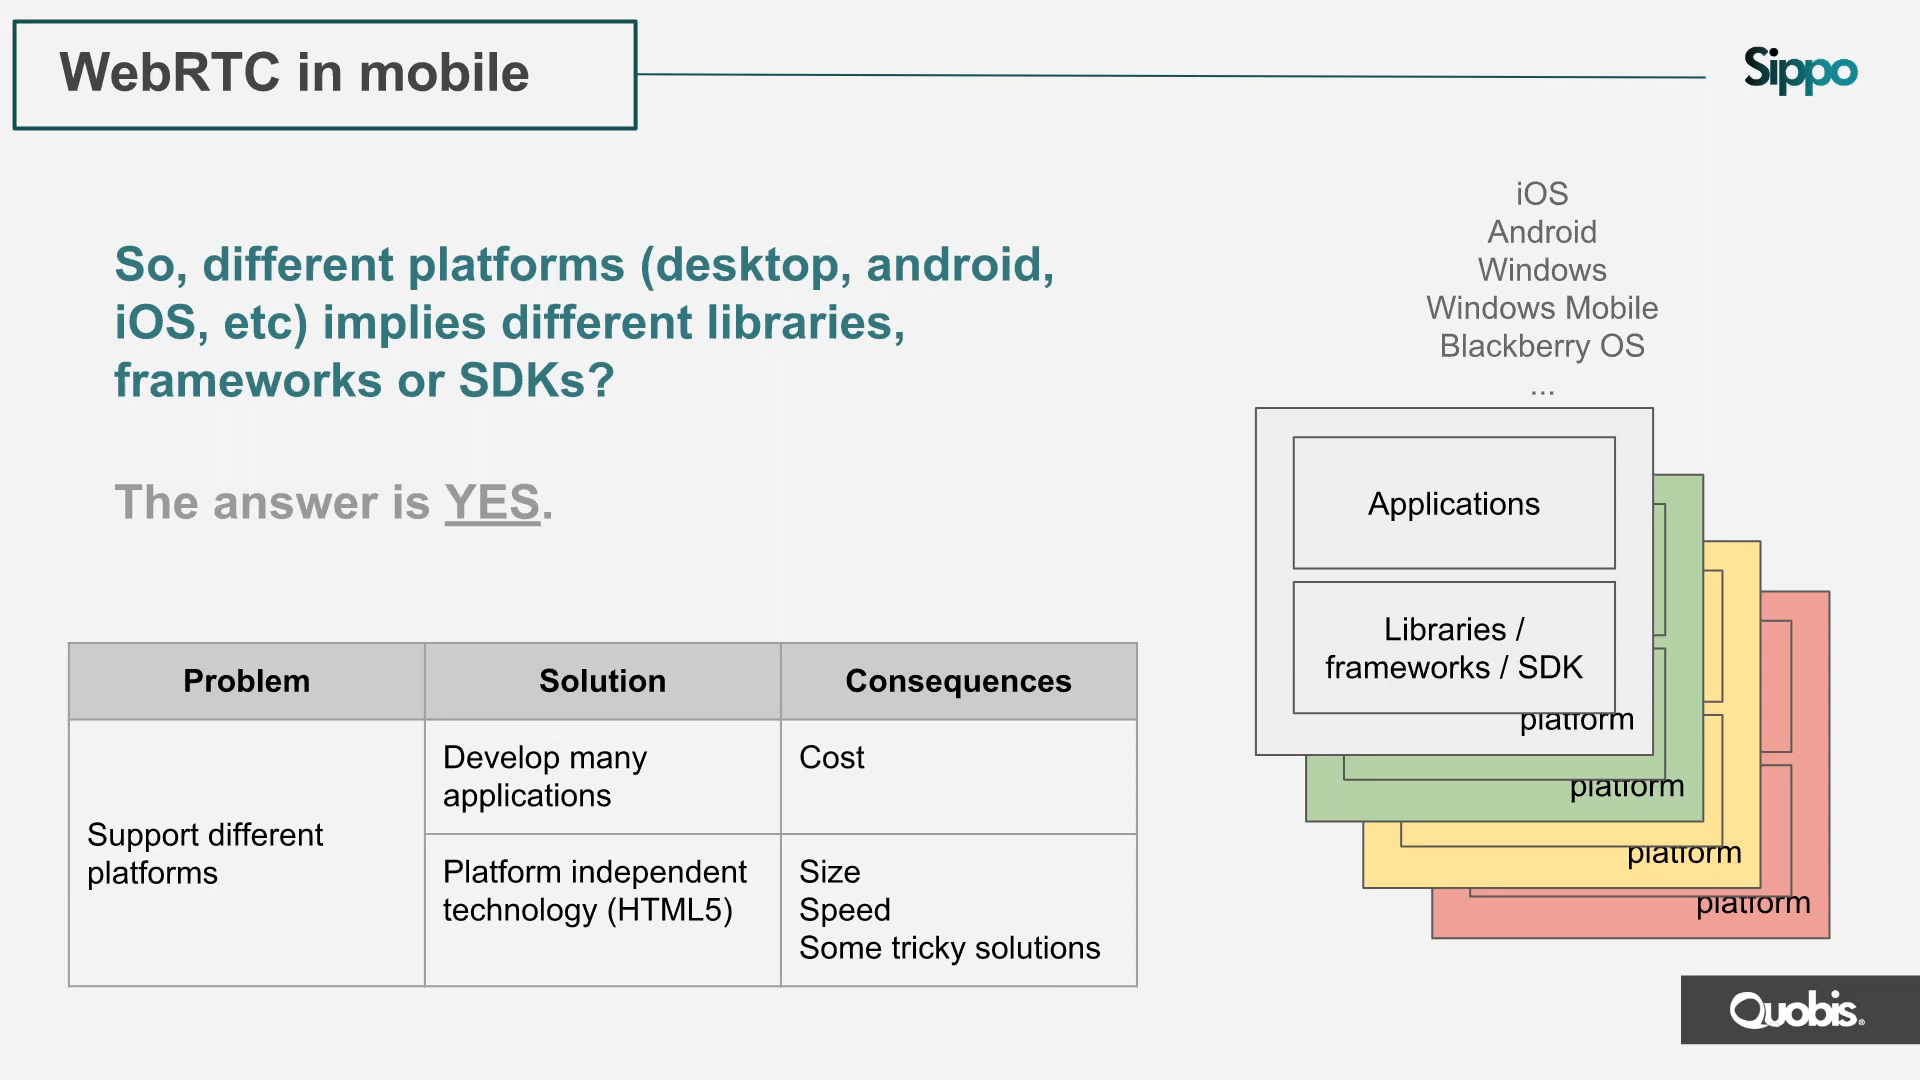 WebRTC in mobile
Sippo
So, different platforms (desktop, android,
iOS, etc) implies different libraries,
frameworks or SDKs?
The answer is YES.
iOS
Android
Windows
Windows Mobile
Blackberry OS
...
Applications
Libraries /
frameworks / SDK
platform
platform
platform
platform
Problem
Solution
Consequences
Support different
platforms
Develop many
applications
Cost
Platform independent
technology (HTML5)
Size
Speed
Some tricky solutions
Quobis®